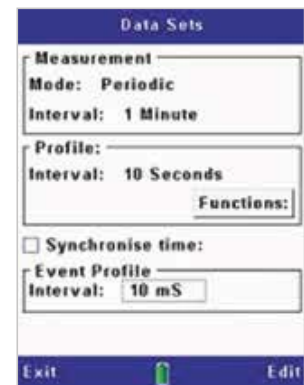 Data Sets
Measurement
Mode: Periodic
Interval: 1 Minute
Profile:
Interval: 10 Seconds
Functions:
Synchronise time:
Event Profile
Interval: 10 mS
Exit Edit